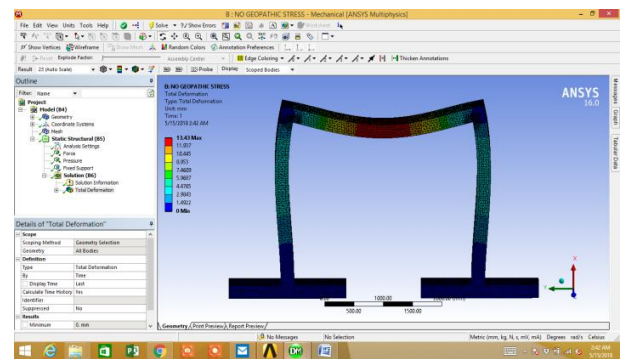 B : NO GEOPATHIC STRESS - Mechanical [ANSYS Multiphysics]
File Edit View Units Tools Help Solve ?/ Show Errors Worksheet
Show Vertices Wireframe Show Mesh Random Colors Annotation Preferences
Reset Explode Factor: Assembly Center Edge Coloring Thicken Annotations
Result 23 (Auto Scale) Probe Display Scoped Bodies
Outline
Filter: Name
Project
Model (B4)
Geometry
Coordinate Systems
Mesh
Static Structural (B5)
Analysis Settings
Force
Pressure
Fixed Support
Solution (B6)
Solution Information
Total Deformation
Details of "Total Deformation"
Scope
Scoping Method Geometry Selection
Geometry All Bodies
Definition
Type Total Deformation
By Time
Display Time Last
Calculate Time History Yes
Identifier
Suppressed No
Results
Minimum 0. mm
B: NO GEOPATHIC STRESS
Total Deformation
Type: Total Deformation
Unit: mm
Time: 1
5/15/2018 3:42 AM
13.43 Max
11.937
10.445
8.953
7.4609
5.9687
4.4765
2.9843
1.4922
0 Min
ANSYS
16.0
X
Y
0.00 1000.00
500.00 1500.00
Geometry Print Preview Report Preview
Messages
Graph
Tabular Data
No Messages No Selection Metric (mm, kg, N, s, mV, mA) Degrees rad/s Celsius
3:42 AM
5/15/2018